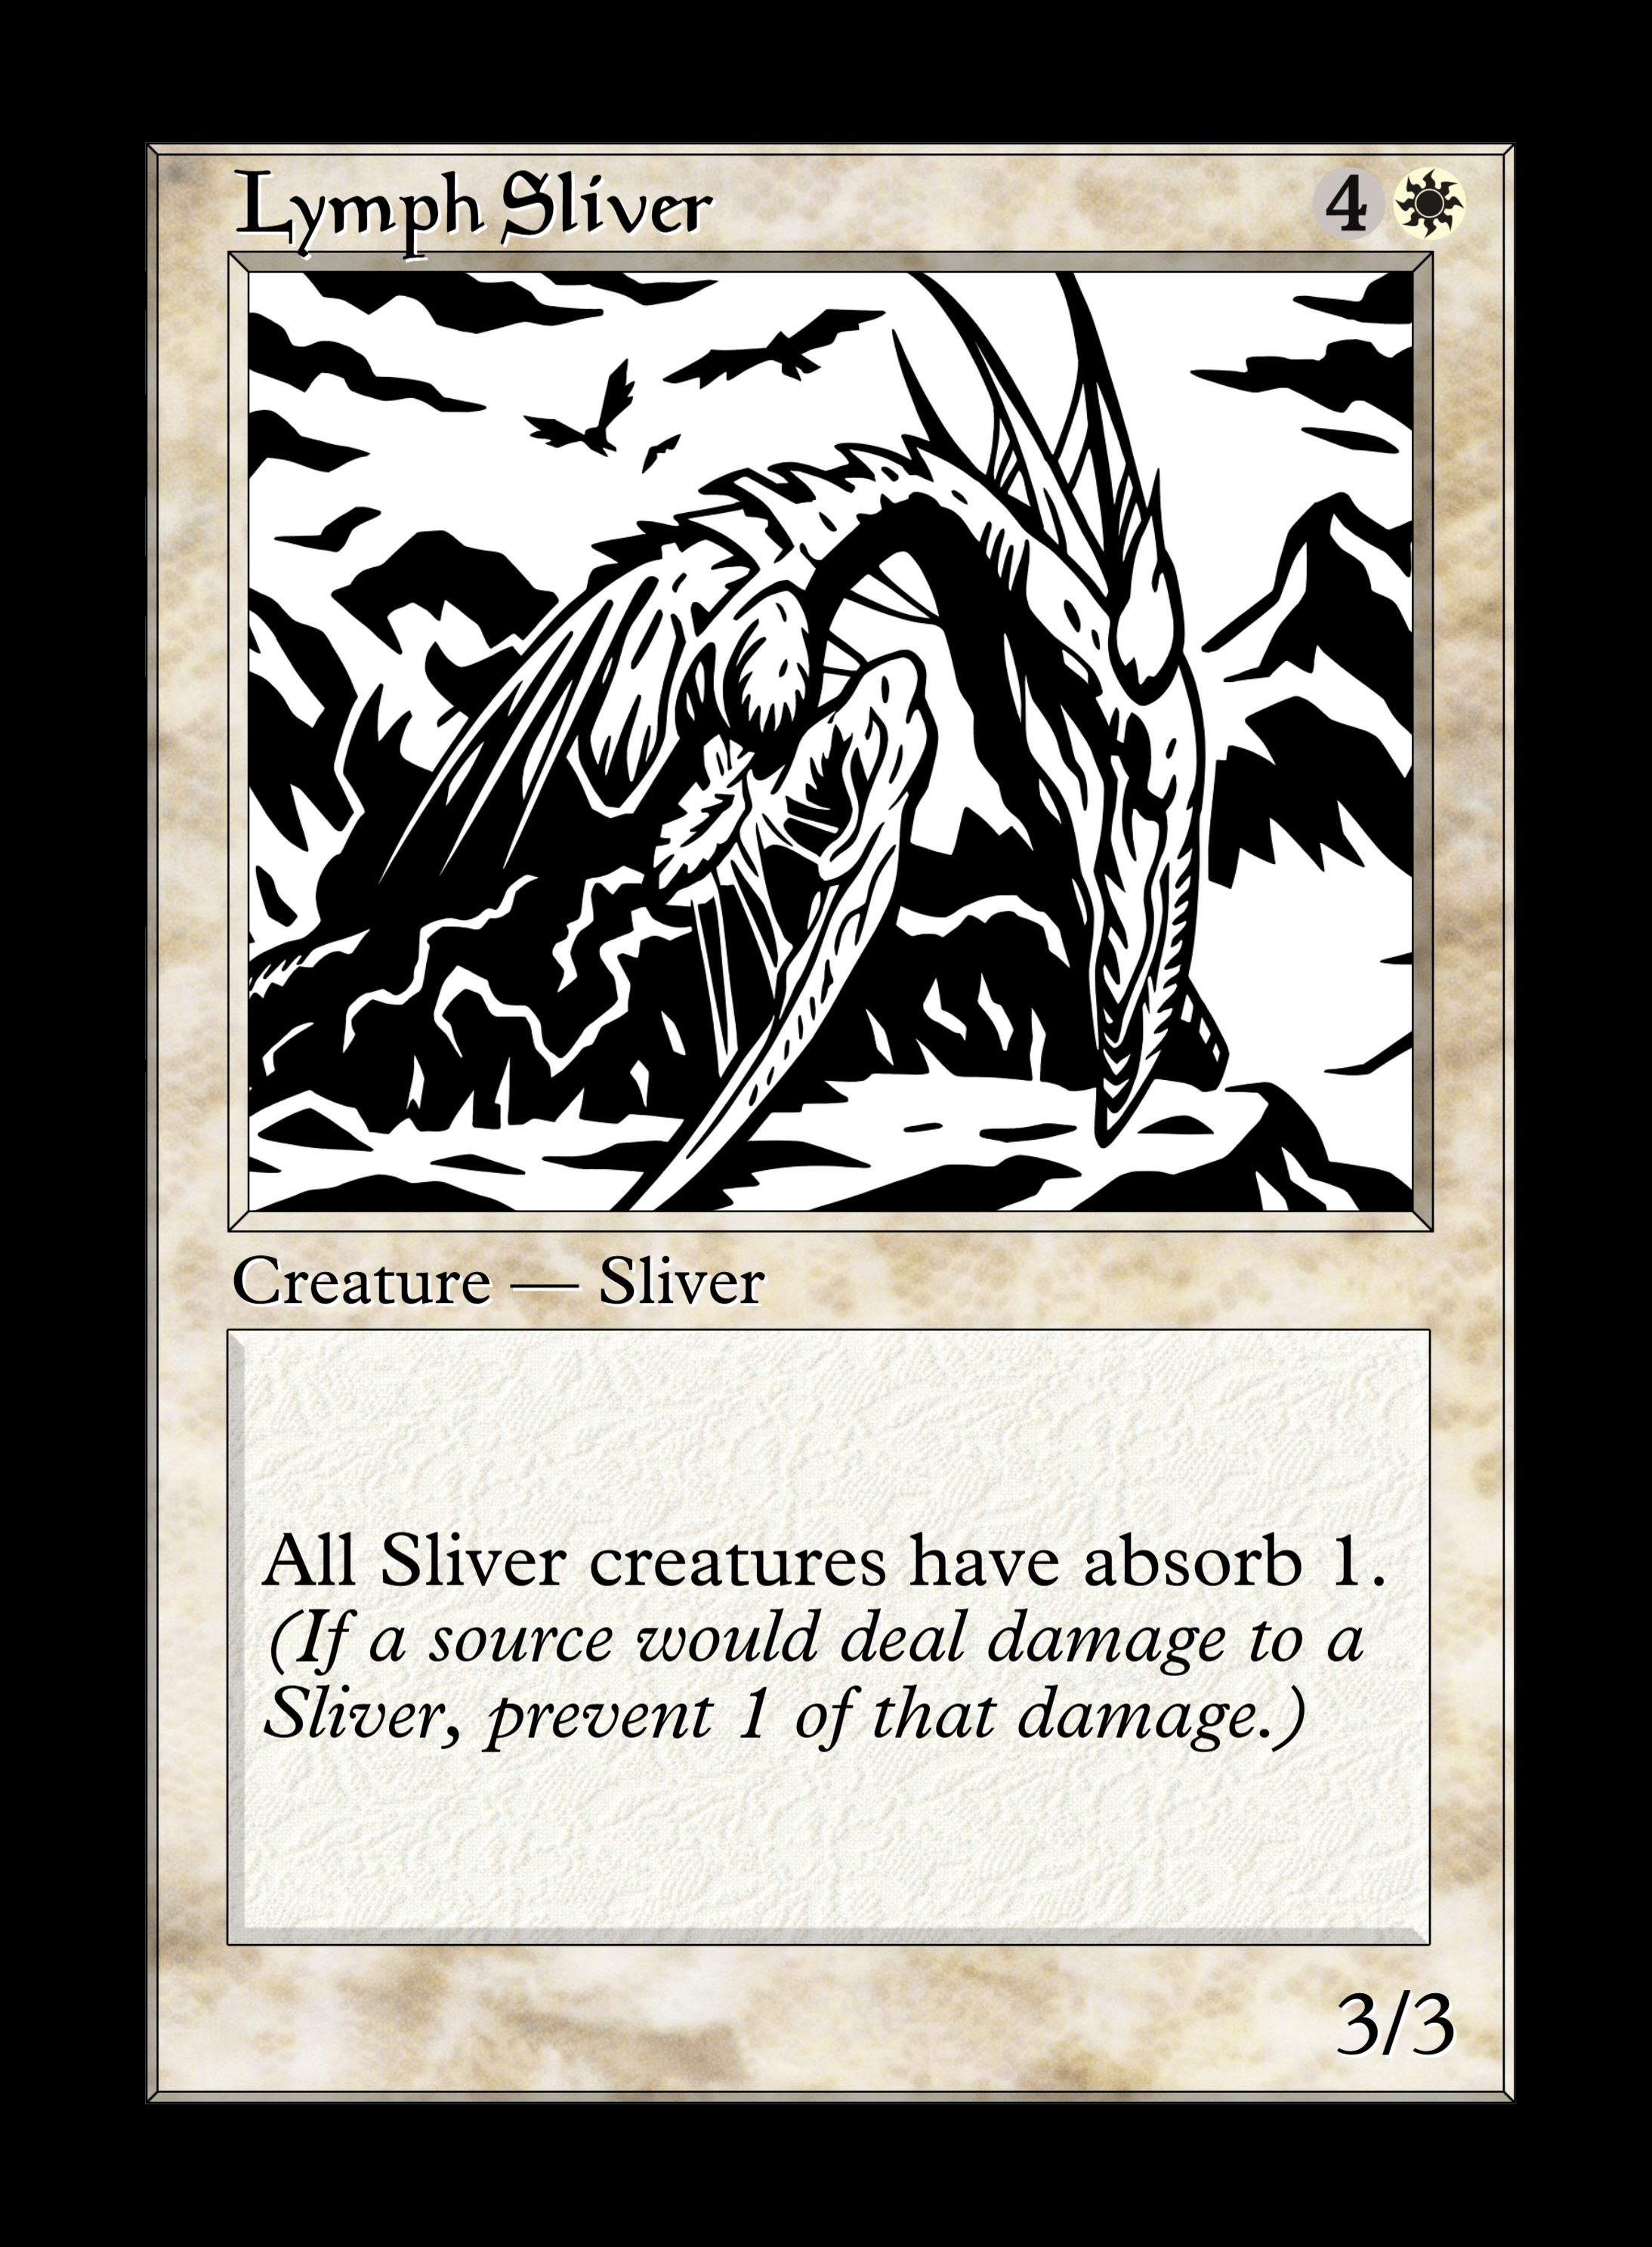 Lymph Sliver 4
Creature — Sliver
All Sliver creatures have absorb 1.
(If a source would deal damage to a
Sliver, prevent 1 of that damage.)
3/3